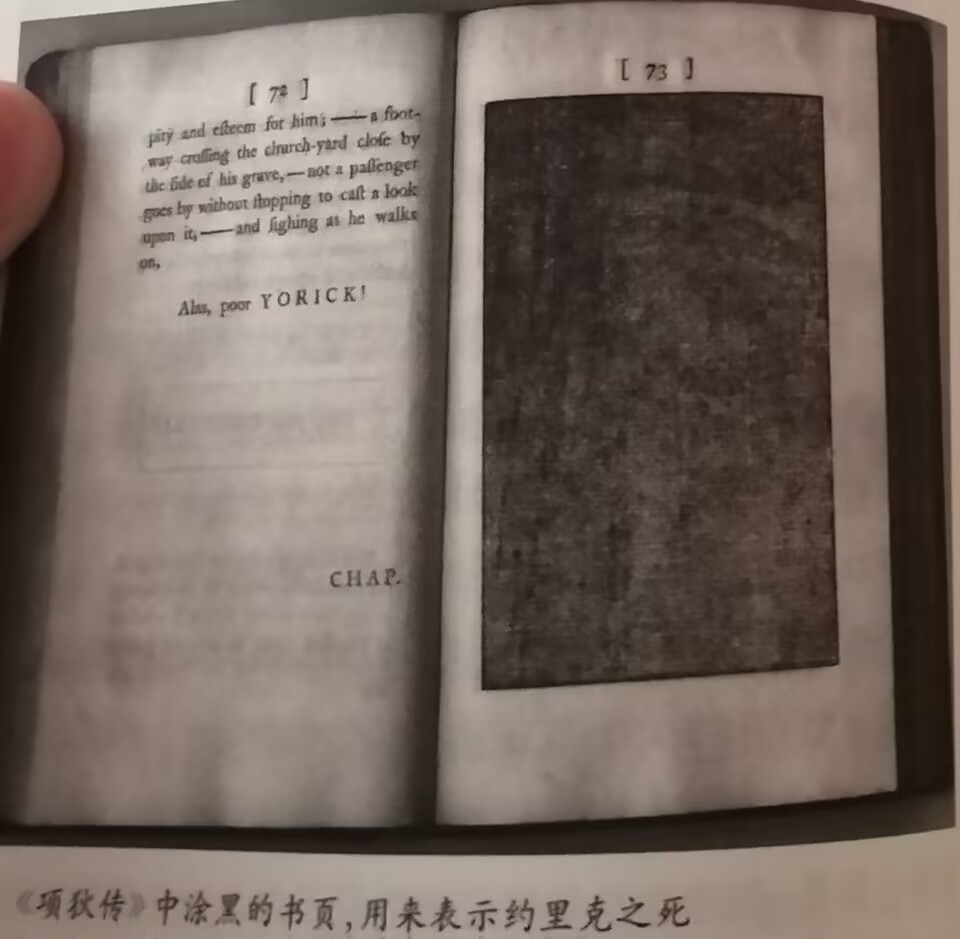 [ 72 ]
pity and eſteem for him; —— a foot-
way croſſing the church-yard cloſe by
the ſide of his grave, — not a paſſenger
goes by without ſtopping to caſt a look
upon it, —— and ſighing as he walks
on,
Alas, poor YORICK!
CHAP.
[ 73 ]
《项狄传》中涂黑的书页,用来表示约里克之死